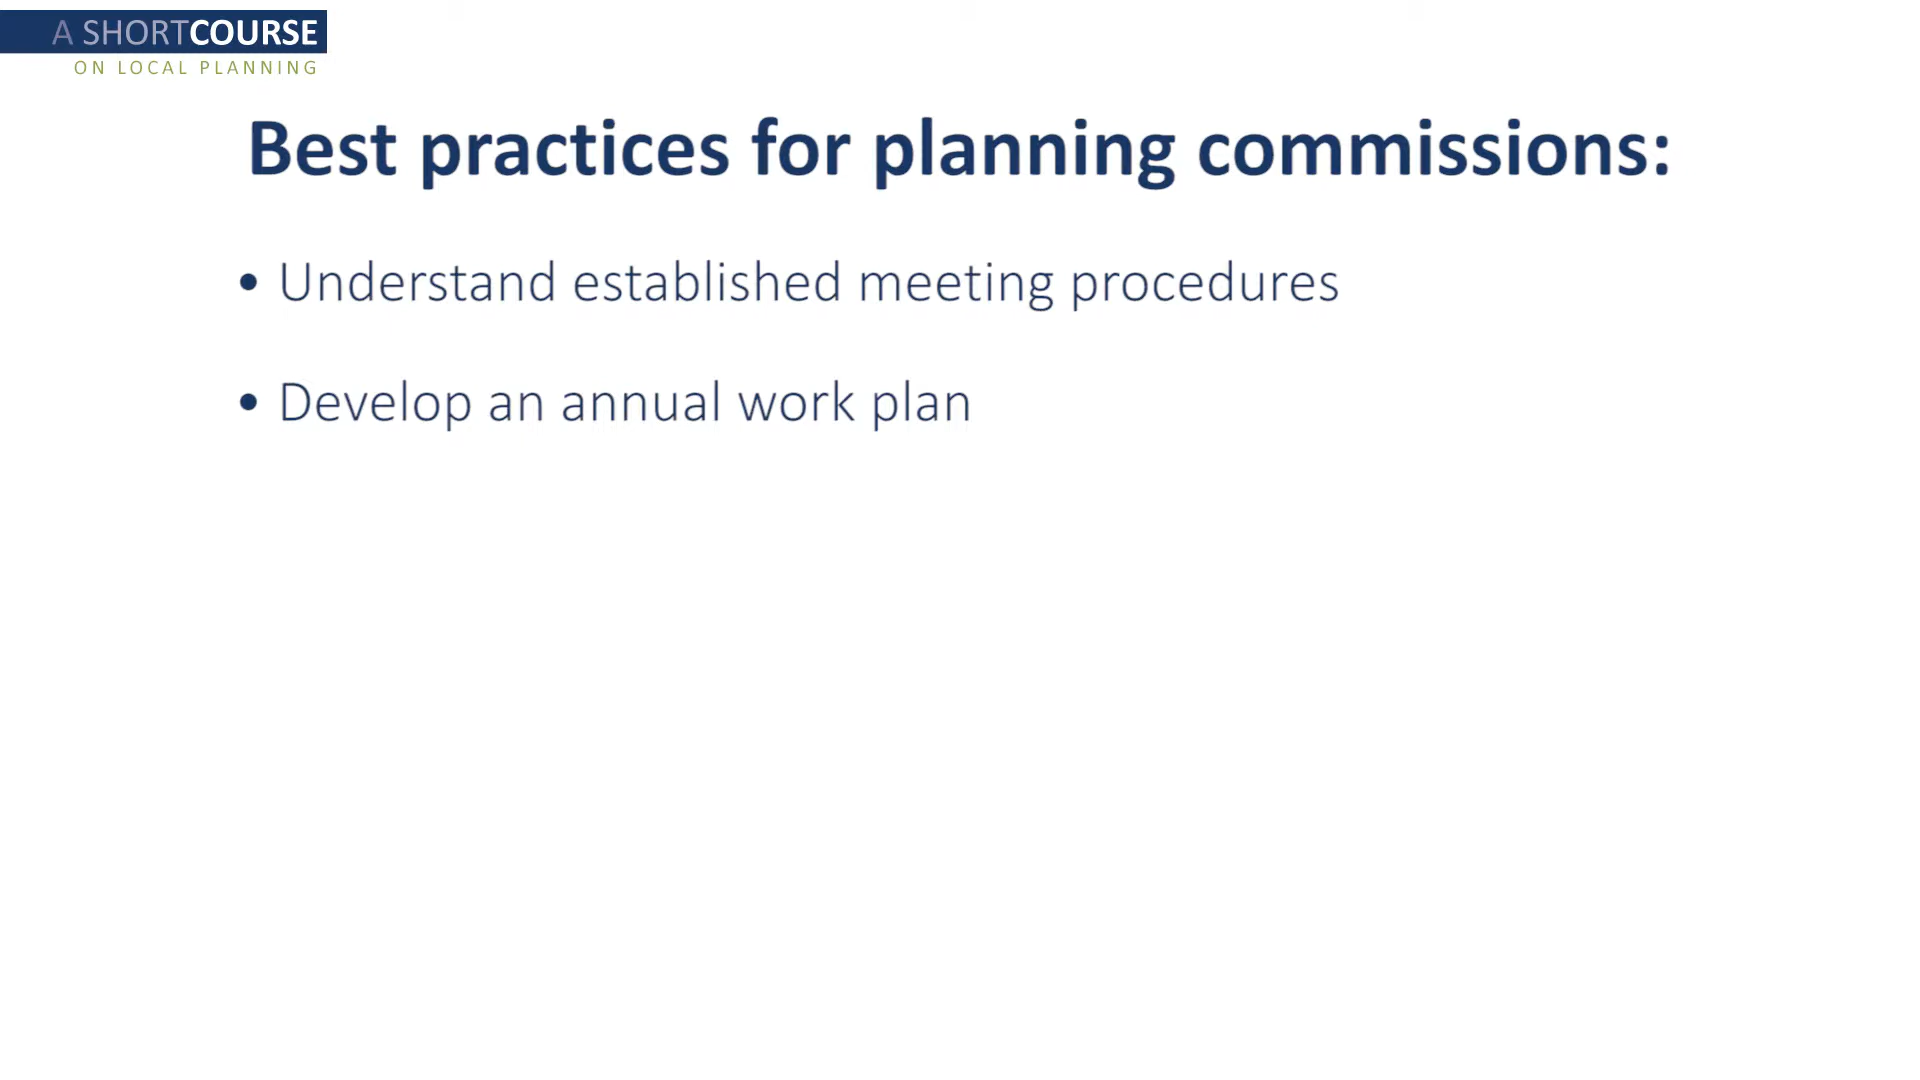 A SHORTCOURSE
ON LOCAL PLANNING
Best practices for planning commissions:
• Understand established meeting procedures
• Develop an annual work plan